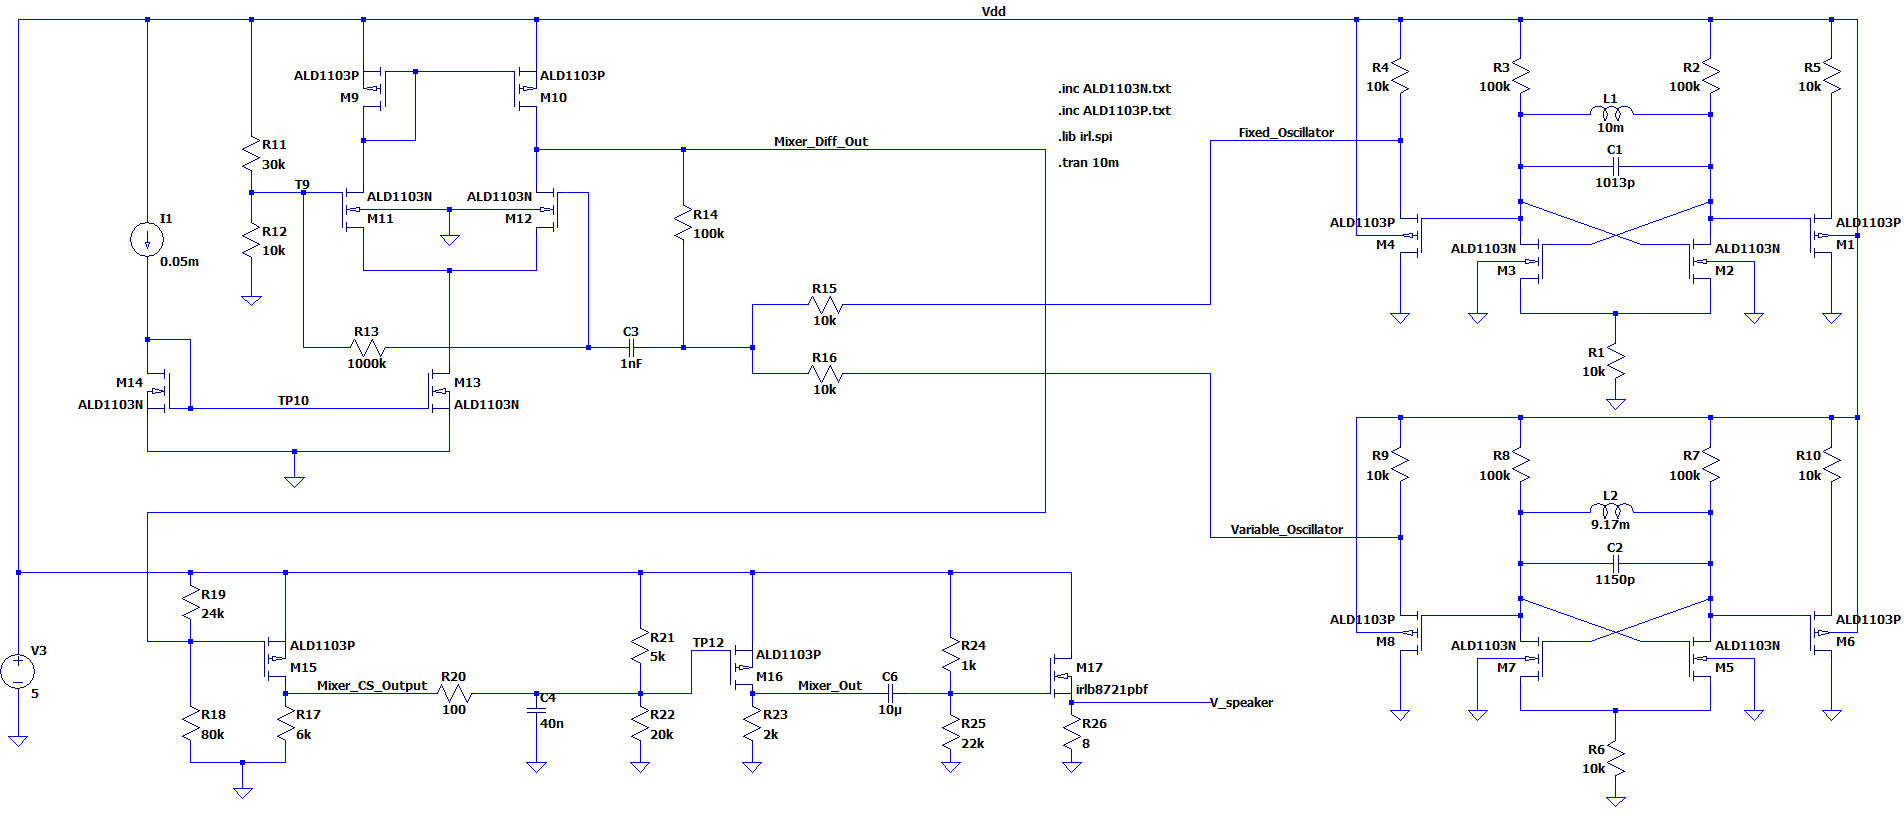 Vdd
ALD1103P
M9
ALD1103P
M10
R11
30k
T9
ALD1103N
M11
ALD1103N
M12
R12
10k
I1
0.05m
Mixer_Diff_Out
R14
100k
R13
1000k
C3
1nF
R15
10k
R16
10k
M14
ALD1103N
TP10
M13
ALD1103N
.inc ALD1103N.txt
.inc ALD1103P.txt
.lib irl.spi
.tran 10m
Fixed_Oscillator
R4
10k
R3
100k
R2
100k
R5
10k
L1
10m
C1
1013p
ALD1103P
M4
ALD1103N
M3
ALD1103N
M2
ALD1103P
M1
R1
10k
Variable_Oscillator
R9
10k
R8
100k
R7
100k
R10
10k
L2
9.17m
C2
1150p
ALD1103P
M8
ALD1103N
M7
ALD1103N
M5
ALD1103P
M6
R6
10k
V3
5
R19
24k
ALD1103P
M15
R18
80k
R17
6k
Mixer_CS_Output
R20
100
C4
40n
R21
5k
R22
20k
TP12
ALD1103P
M16
R23
2k
Mixer_Out
C6
10µ
R24
1k
R25
22k
M17
irlb8721pbf
V_speaker
R26
8